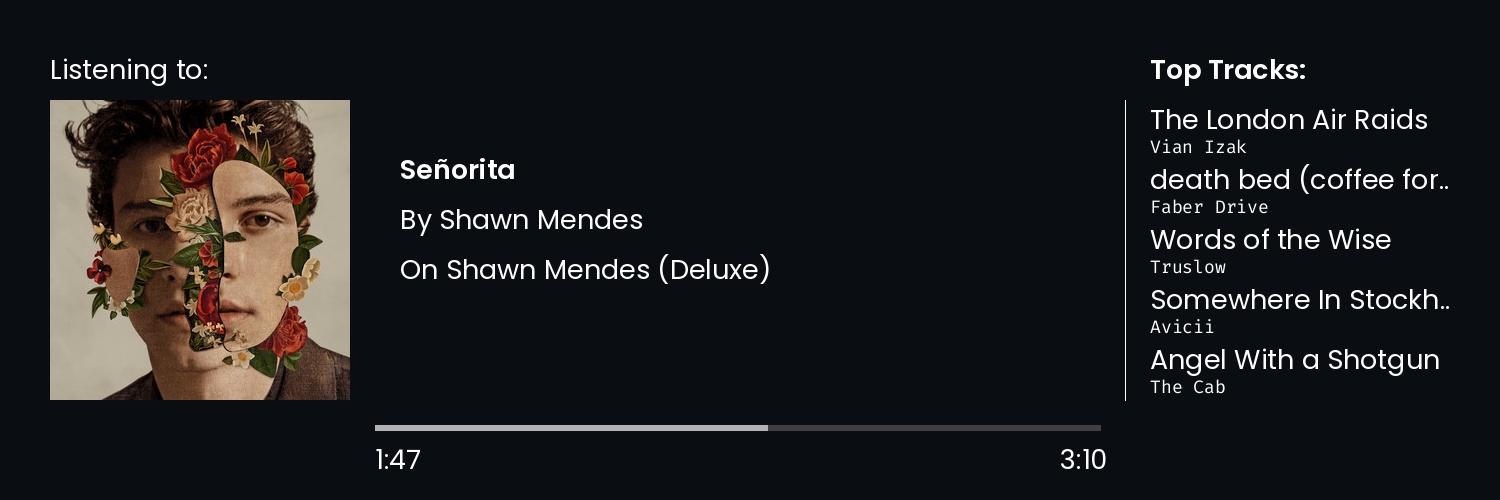 Listening to:
Señorita
By Shawn Mendes
On Shawn Mendes (Deluxe)
1:47
3:10
Top Tracks:
The London Air Raids
Vian Izak
death bed (coffee for..
Faber Drive
Words of the Wise
Truslow
Somewhere In Stockh..
Avicii
Angel With a Shotgun
The Cab